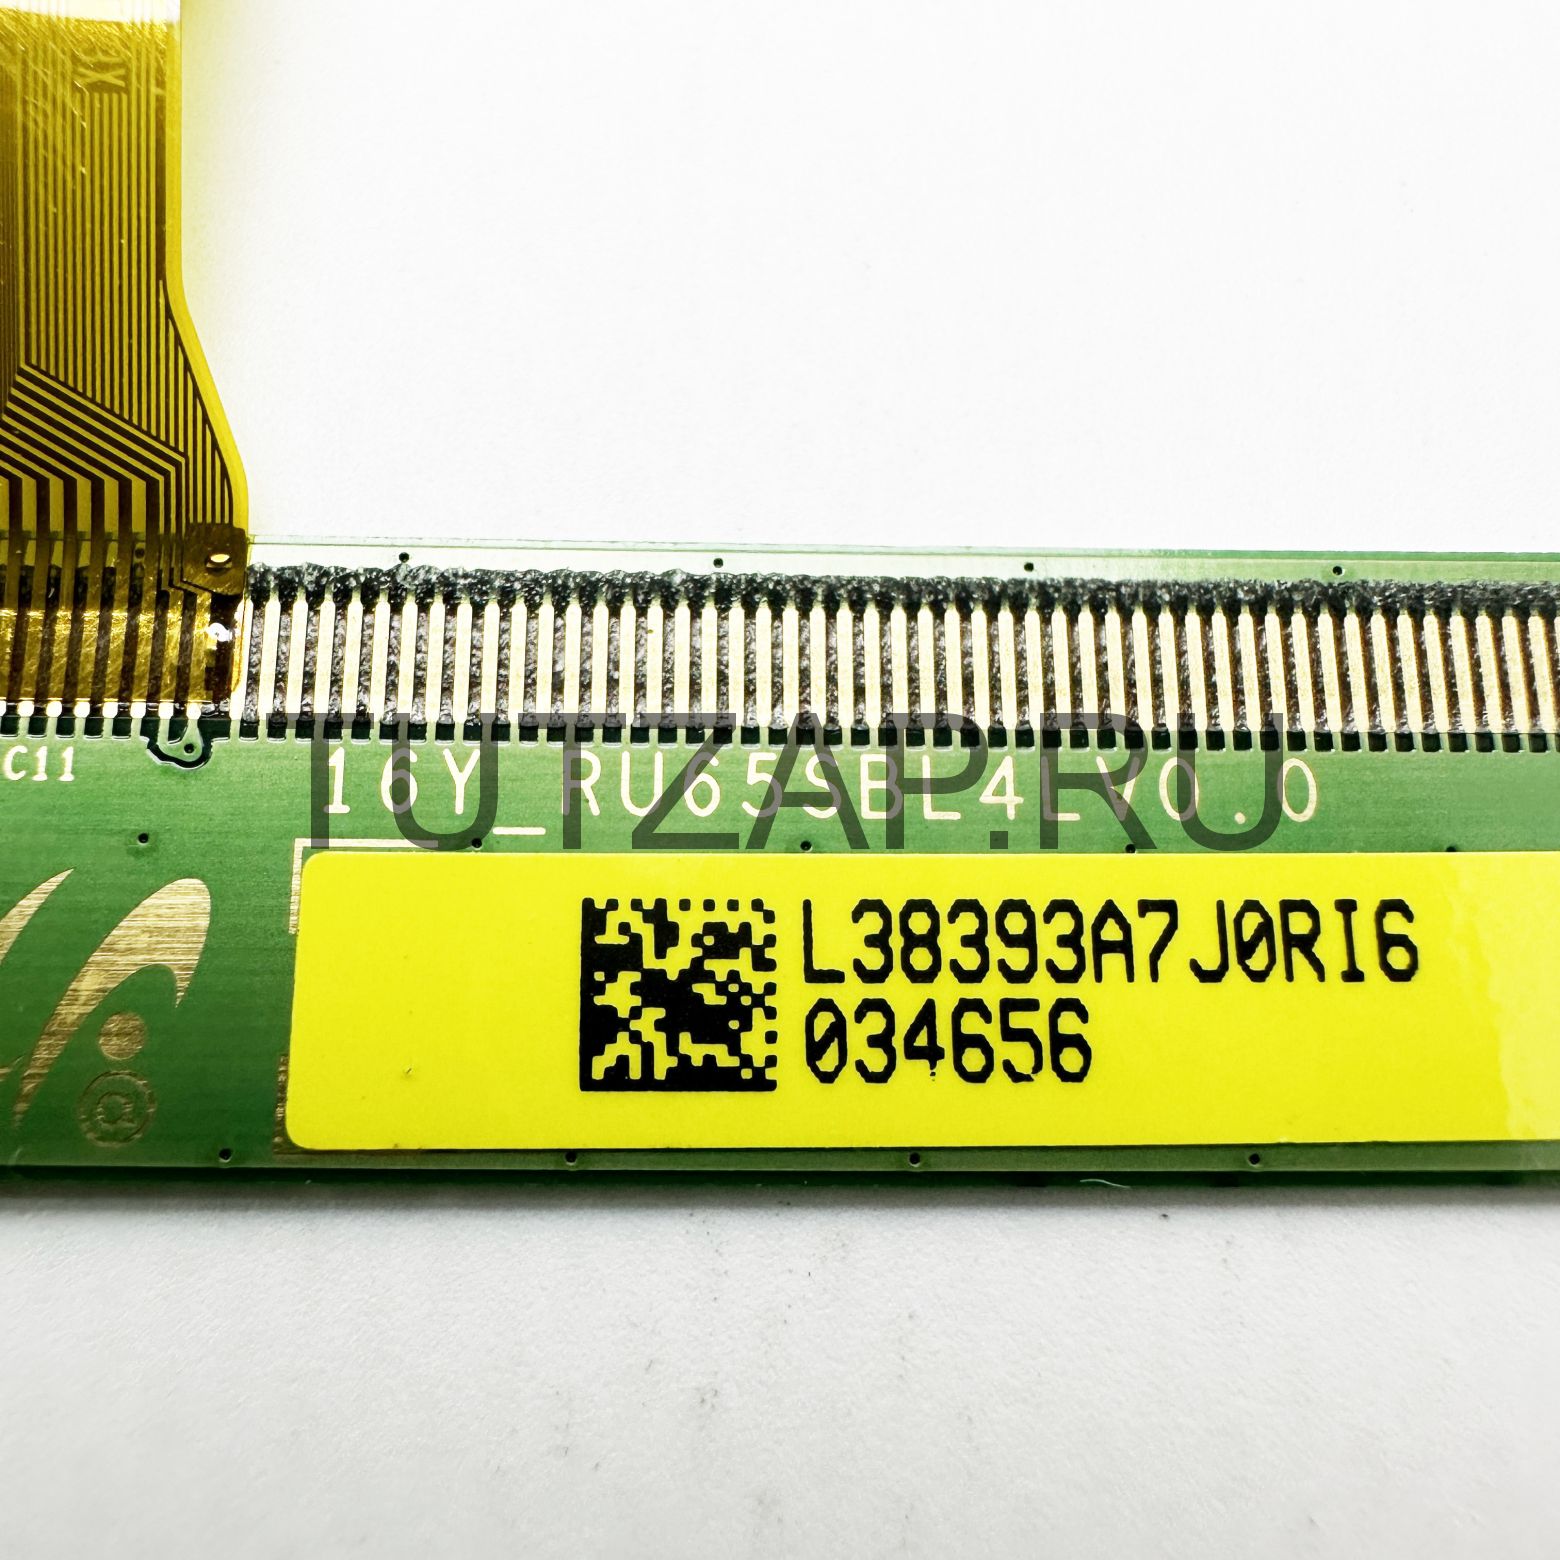 C11
16Y_RU65SBL4LV0.0
TUTZAP.RU
L38393A7J0RI6
034656